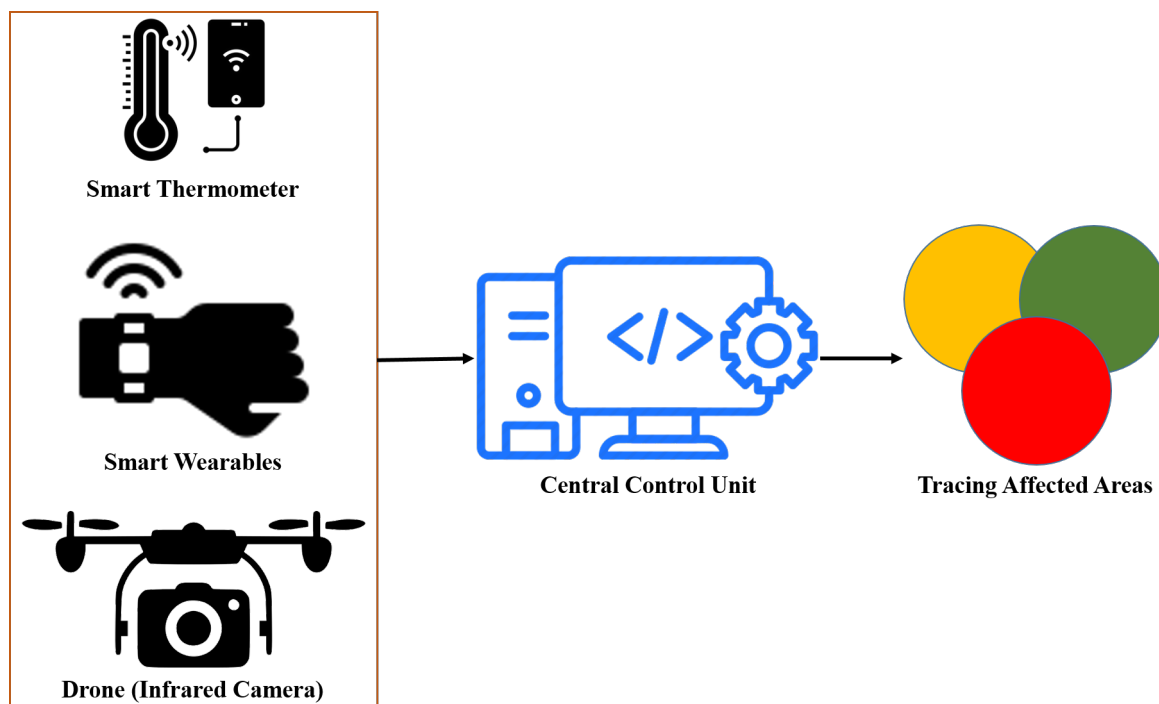 Smart Thermometer
Smart Wearables
Drone (Infrared Camera)
</>
Central Control Unit
Tracing Affected Areas